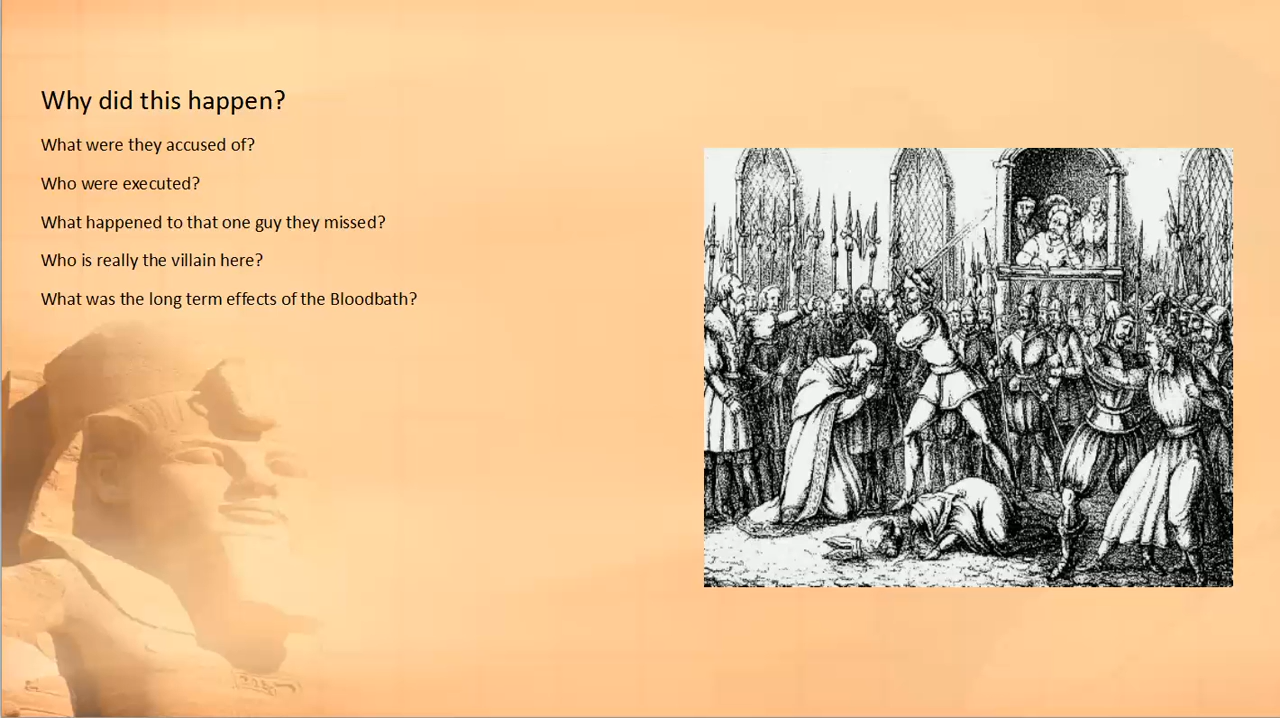 Why did this happen?
What were they accused of?
Who were executed?
What happened to that one guy they missed?
Who is really the villain here?
What was the long term effects of the Bloodbath?